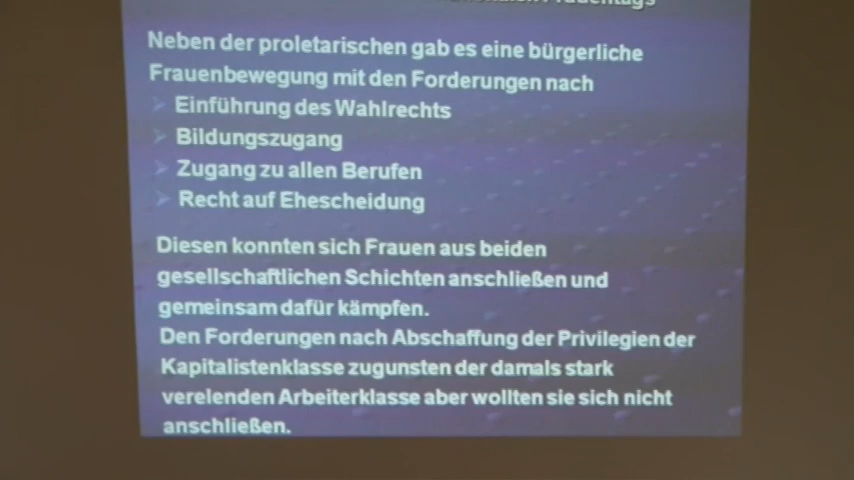 Neben der proletarischen gab es eine bürgerliche
Frauenbewegung mit den Forderungen nach
Einführung des Wahlrechts
Bildungszugang
Zugang zu allen Berufen
Recht auf Ehescheidung
Diesen konnten sich Frauen aus beiden
gesellschaftlichen Schichten anschließen und
gemeinsam dafür kämpfen.
Den Forderungen nach Abschaffung der Privilegien der
Kapitalistenklasse zugunsten der damals stark
verelenden Arbeiterklasse aber wollten sie sich nicht
anschließen.